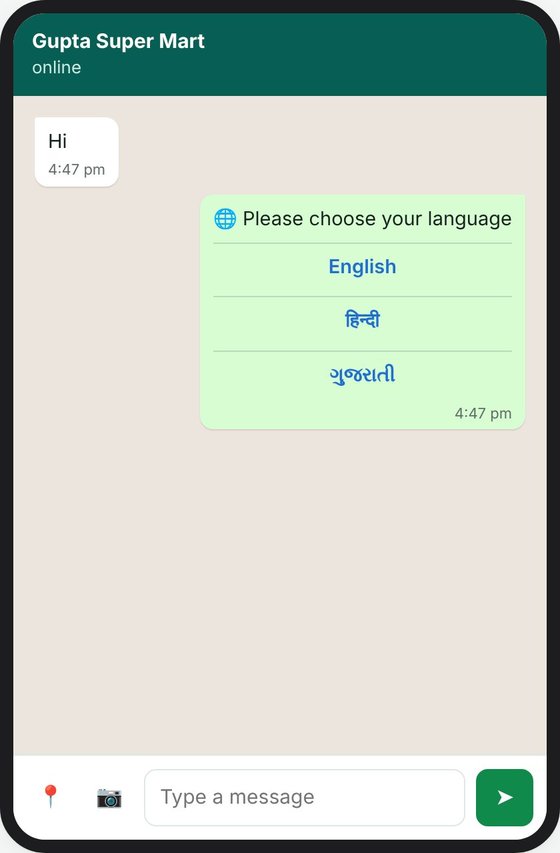 Gupta Super Mart
online
Hi
4:47 pm
🌐 Please choose your language
English
हिन्दी
ગુજરાતી
4:47 pm
Type a message